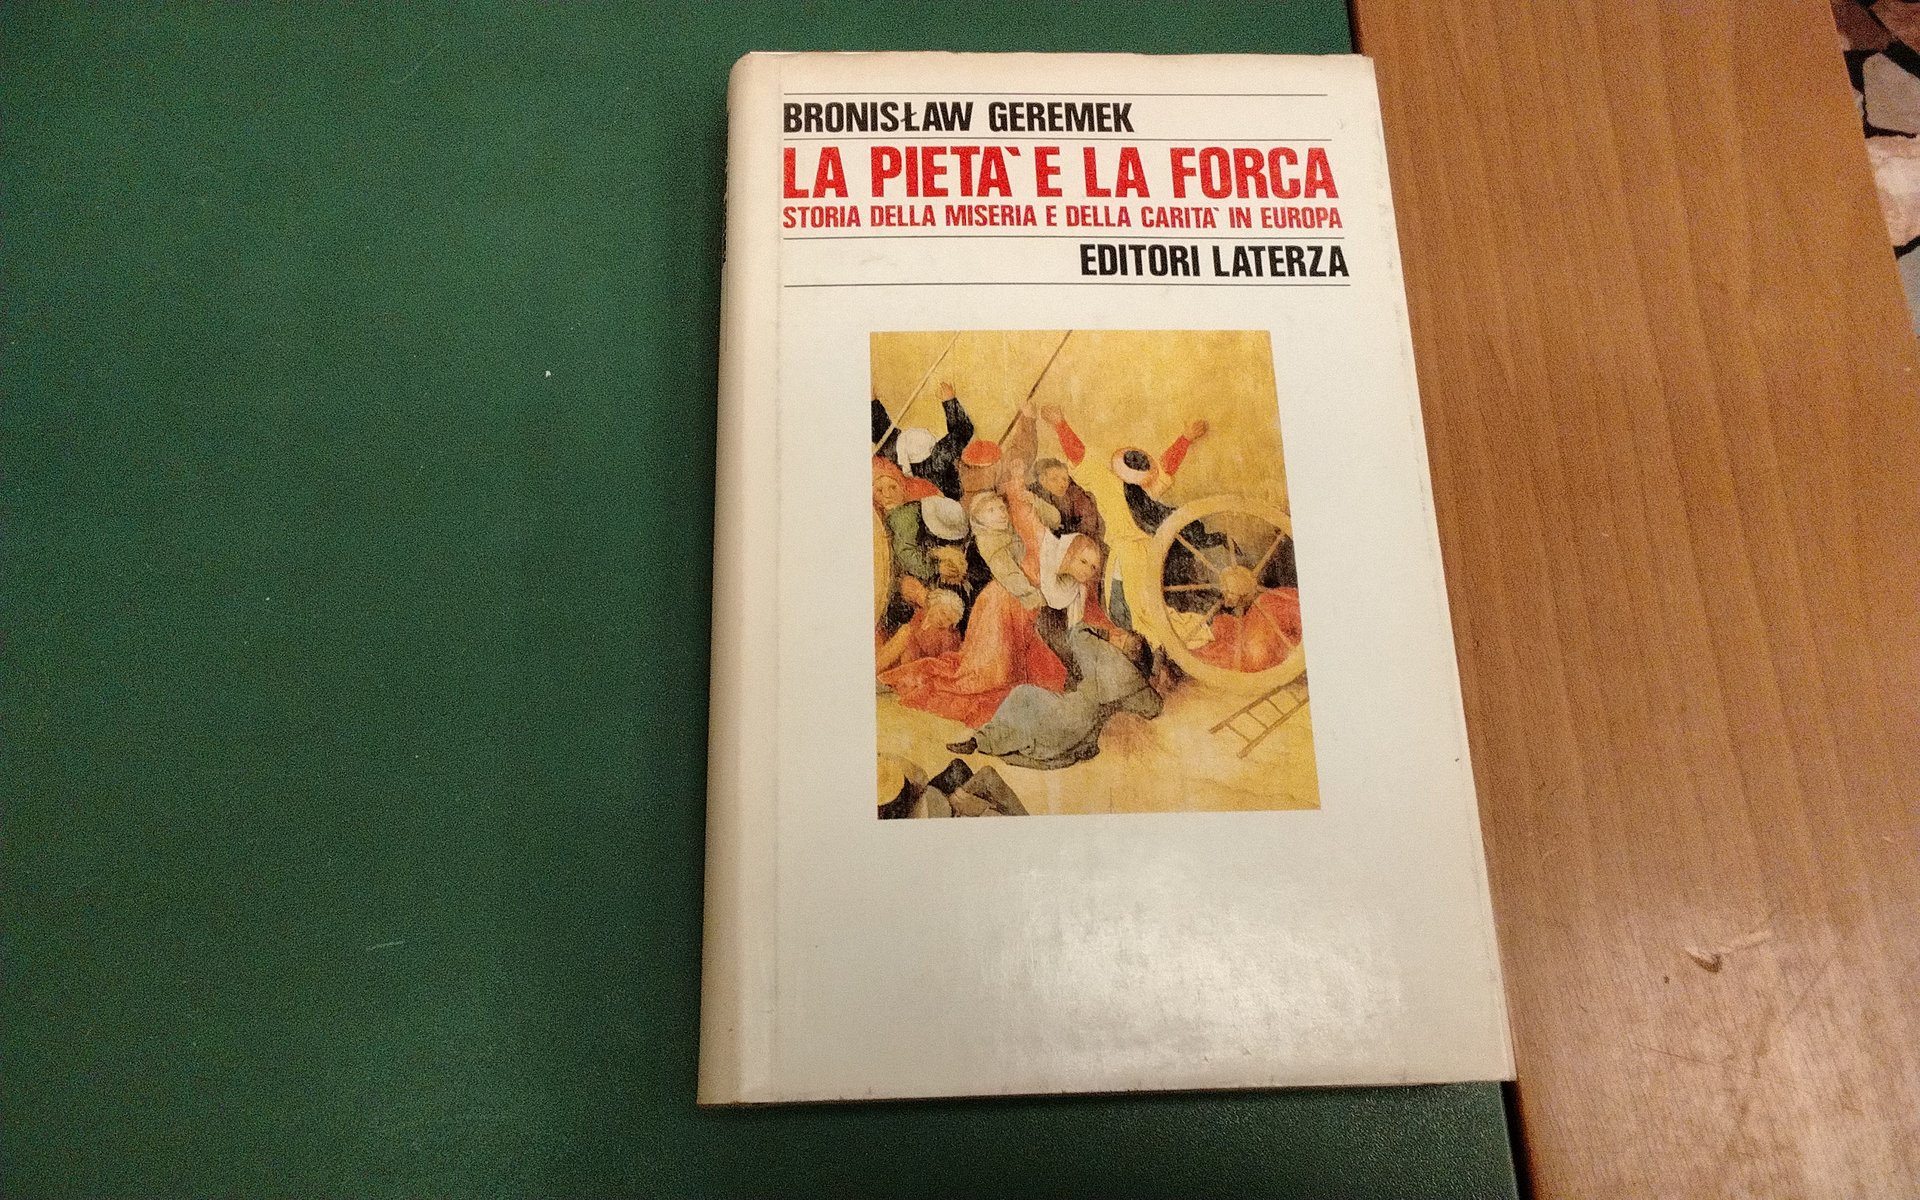 BRONISŁAW GEREMEK
LA PIETA` E LA FORCA
STORIA DELLA MISERIA E DELLA CARITA` IN EUROPA
EDITORI LATERZA